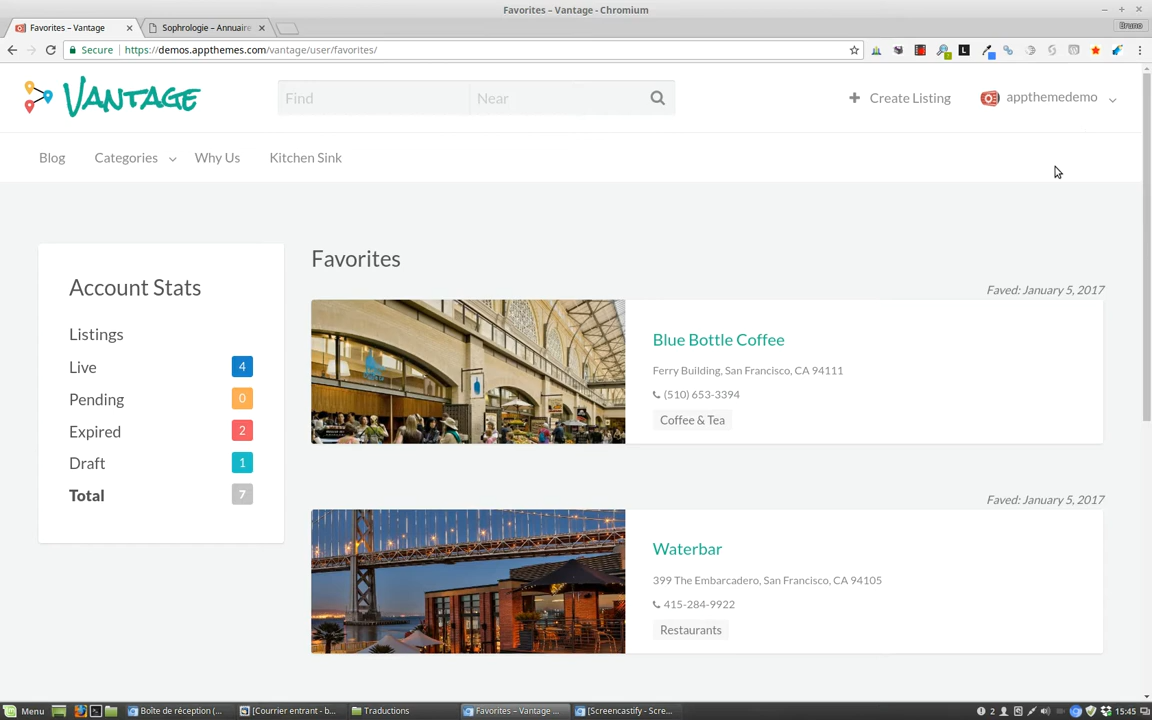 Favorites – Vantage - Chromium
Favorites – Vantage
Sophrologie – Annuaire
Bruno
Secure https://demos.appthemes.com/vantage/user/favorites/
VANTAGE
Find
Near
Create Listing
appthemedemo
Blog
Categories
Why Us
Kitchen Sink
Account Stats
Listings
Live 4
Pending 0
Expired 2
Draft 1
Total 7
Favorites
Faved: January 5, 2017
Blue Bottle Coffee
Ferry Building, San Francisco, CA 94111
(510) 653-3394
Coffee & Tea
Faved: January 5, 2017
Waterbar
399 The Embarcadero, San Francisco, CA 94105
415-284-9922
Restaurants
Menu
Boîte de réception (...
[Courrier entrant - b...
Traductions
Favorites – Vantage ...
[Screencastify - Scre...
2
15:45